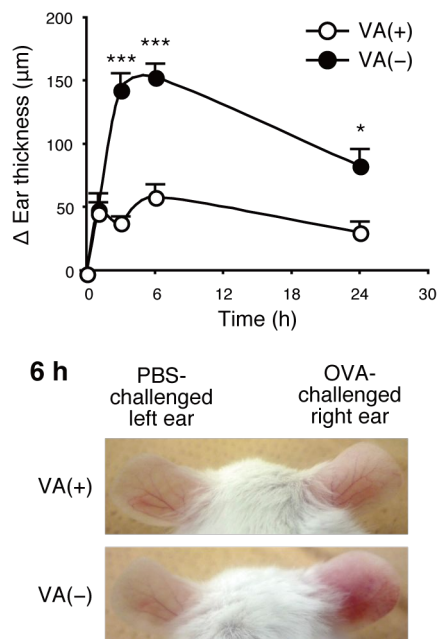 200
VA(+)
VA(−)
***
***
150
100
*
50
0
0
6
12
18
24
30
Δ Ear thickness (μm)
Time (h)
6 h
PBS-
challenged
left ear
OVA-
challenged
right ear
VA(+)
VA(−)